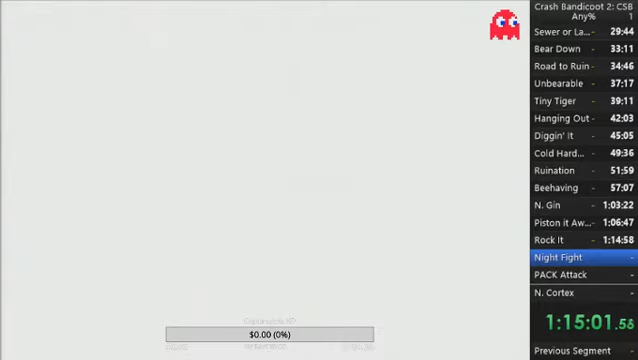 Crash Bandicoot 2: CSB
Any% 1
Sewer or La... - 29:44
Bear Down - 33:11
Road to Ruin - 34:46
Unbearable - 37:17
Tiny Tiger - 39:11
Hanging Out - 42:03
Diggin' It - 45:05
Cold Hard... - 49:36
Ruination - 51:59
Beehaving - 57:07
N. Gin - 1:03:22
Piston it Aw... - 1:06:47
Rock It - 1:14:58
Night Fight -
PACK Attack -
N. Cortex -
1:15:01.56
Previous Segment -
$0.00 (0%)